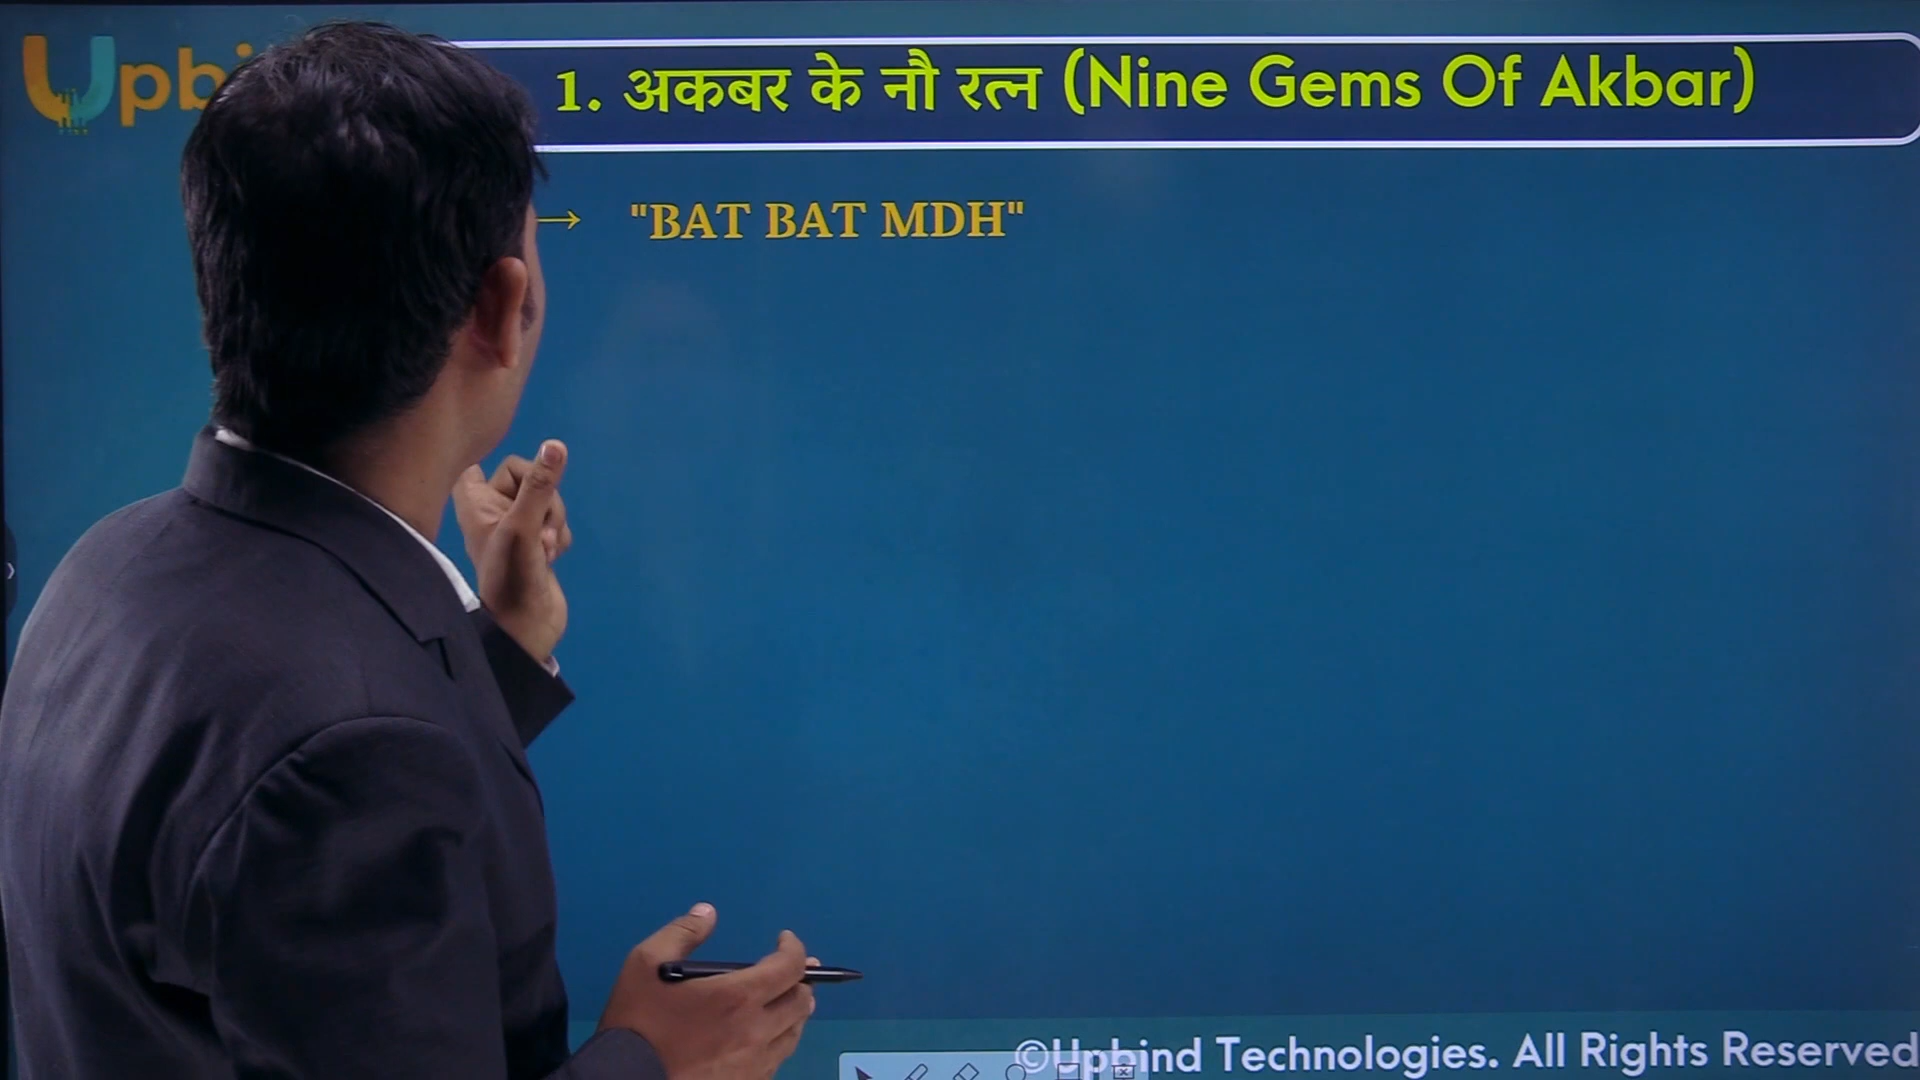 Upbi
1. अकबर के नौ रत्न (Nine Gems Of Akbar)
→ "BAT BAT MDH"
©Upbind Technologies. All Rights Reserved